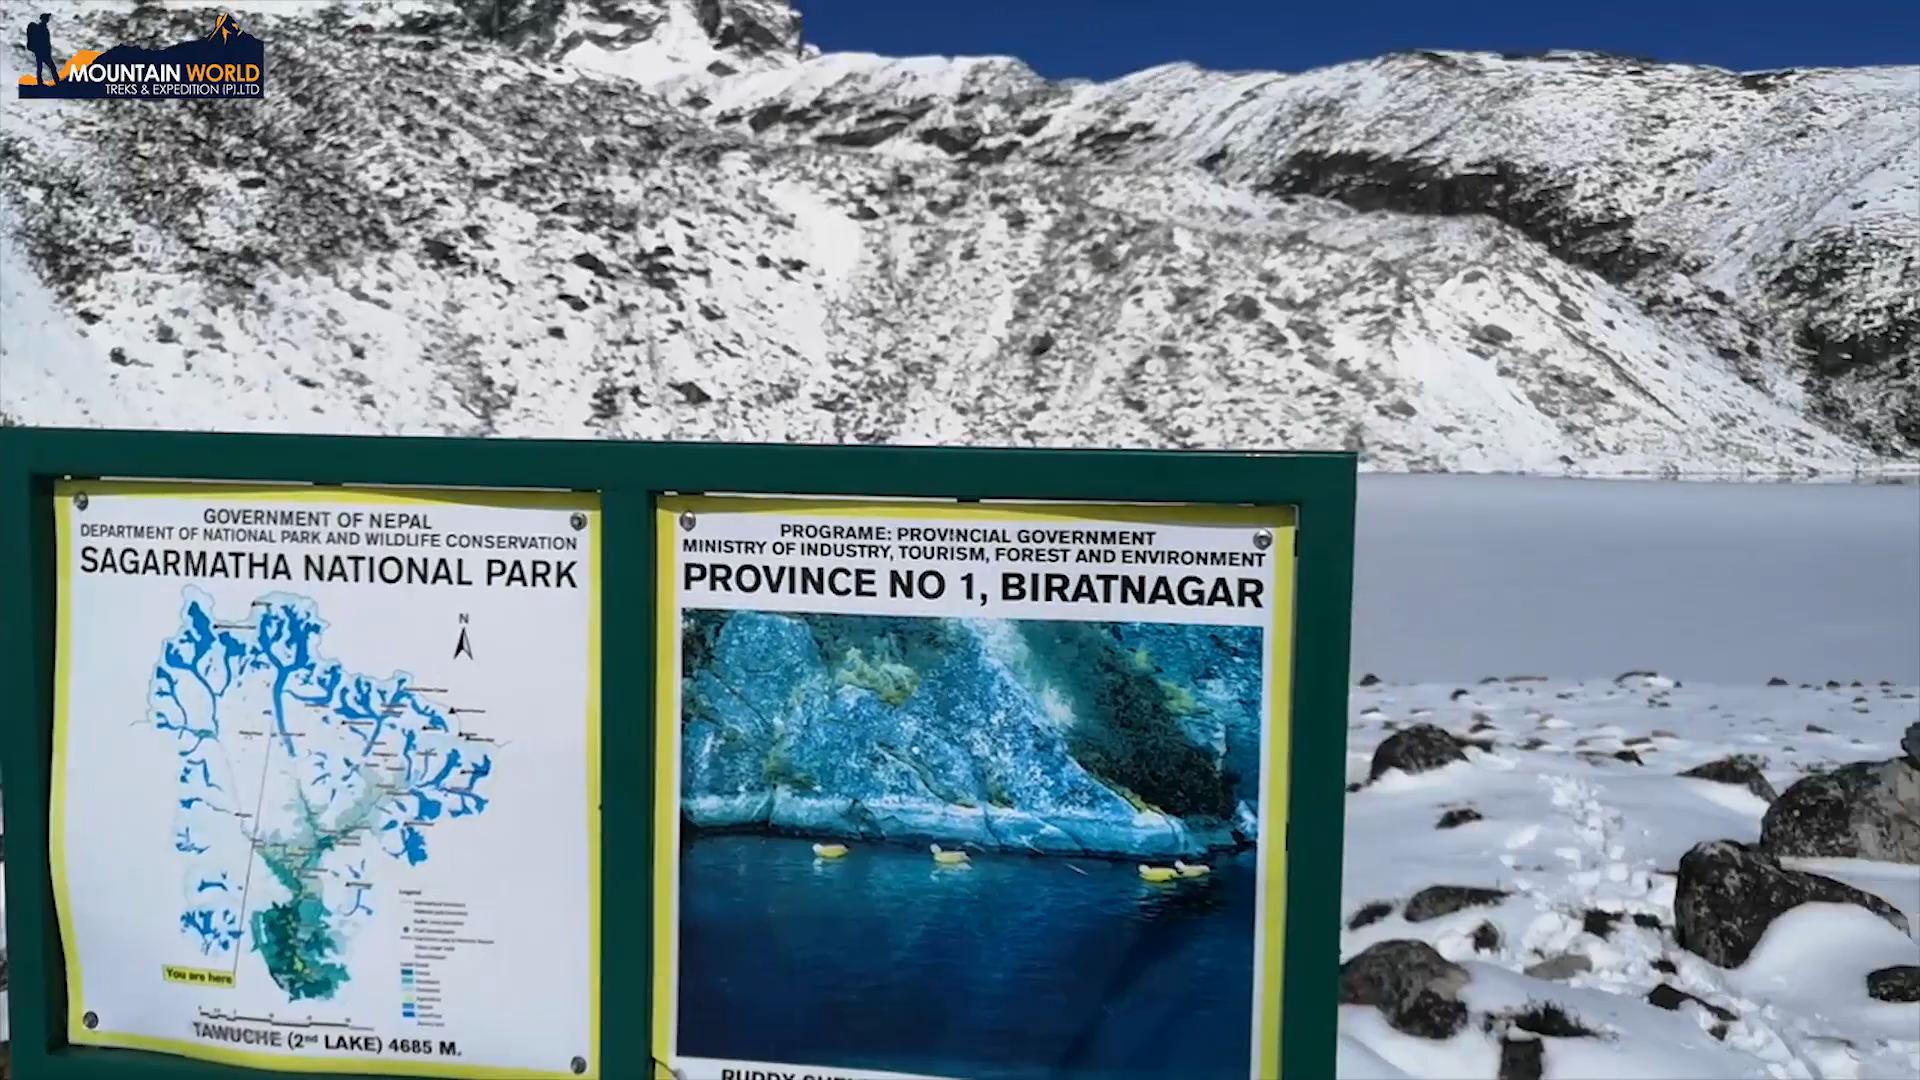 MOUNTAIN WORLD
TREKS & EXPEDITION (P).LTD
GOVERNMENT OF NEPAL
DEPARTMENT OF NATIONAL PARK AND WILDLIFE CONSERVATION
SAGARMATHA NATIONAL PARK
N
Legend
You are here
TAWUCHE (2nd LAKE) 4685 M.
PROGRAME: PROVINCIAL GOVERNMENT
MINISTRY OF INDUSTRY, TOURISM, FOREST AND ENVIRONMENT
PROVINCE NO 1, BIRATNAGAR
RUDDY